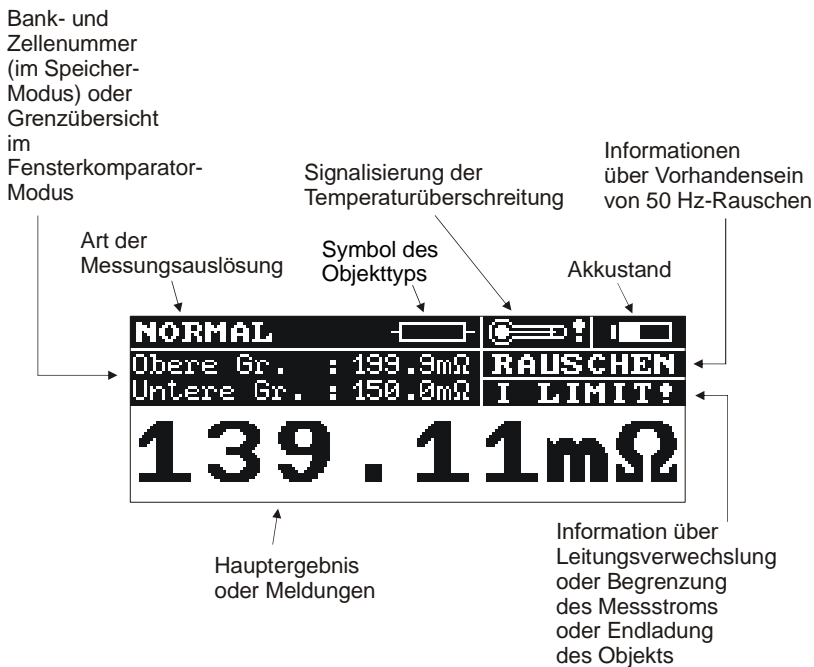 Bank- und
Zellenummer
(im Speicher-
Modus) oder
Grenzübersicht
im
Fensterkomparator-
Modus
Art der
Messungsauslösung
Symbol des
Objekttyps
Signalisierung der
Temperaturüberschreitung
Akkustand
Informationen
über Vorhandensein
von 50 Hz-Rauschen
NORMAL
Obere Gr. : 199.9mΩ
Untere Gr. : 150.0mΩ
RAUSCHEN
I LIMIT!
139.11mΩ
Hauptergebnis
oder Meldungen
Information über
Leitungsverwechslung
oder Begrenzung
des Messstroms
oder Endladung
des Objekts